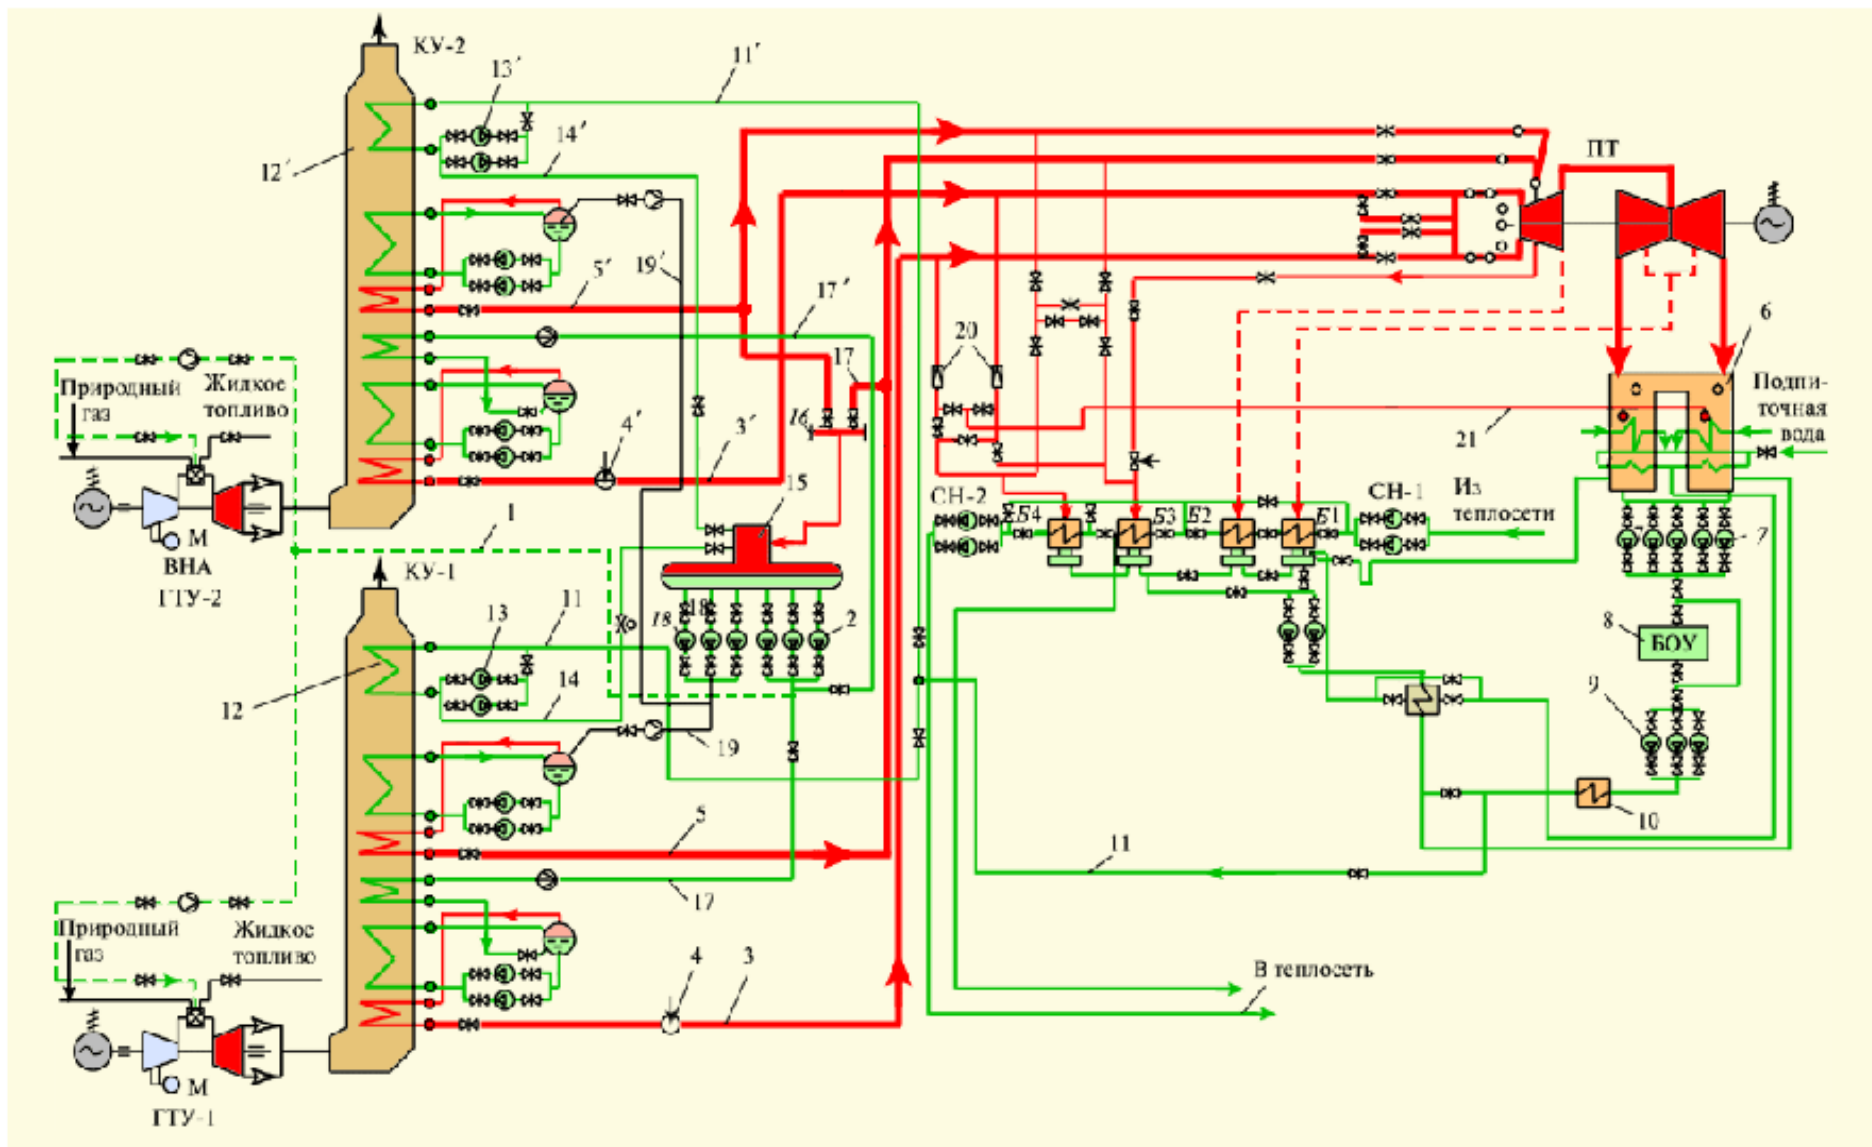 КУ-2
11′
13′
14′
12′
ПТ
19′
5′
17′
20
6
17
Природный
газ
Жидкое
топливо
Подпи-
точная
вода
16
4′
3′
21
15
СН-2
СН-1
Из
теплосети
Б4
Б3
Б2
Б1
1
М
ВНА
ГТУ-2
7
КУ-1
11
18
18
2
13
8
БОУ
14
12
9
19
5
10
11
17
Природный
газ
Жидкое
топливо
4
3
В теплосеть
М
ГТУ-1